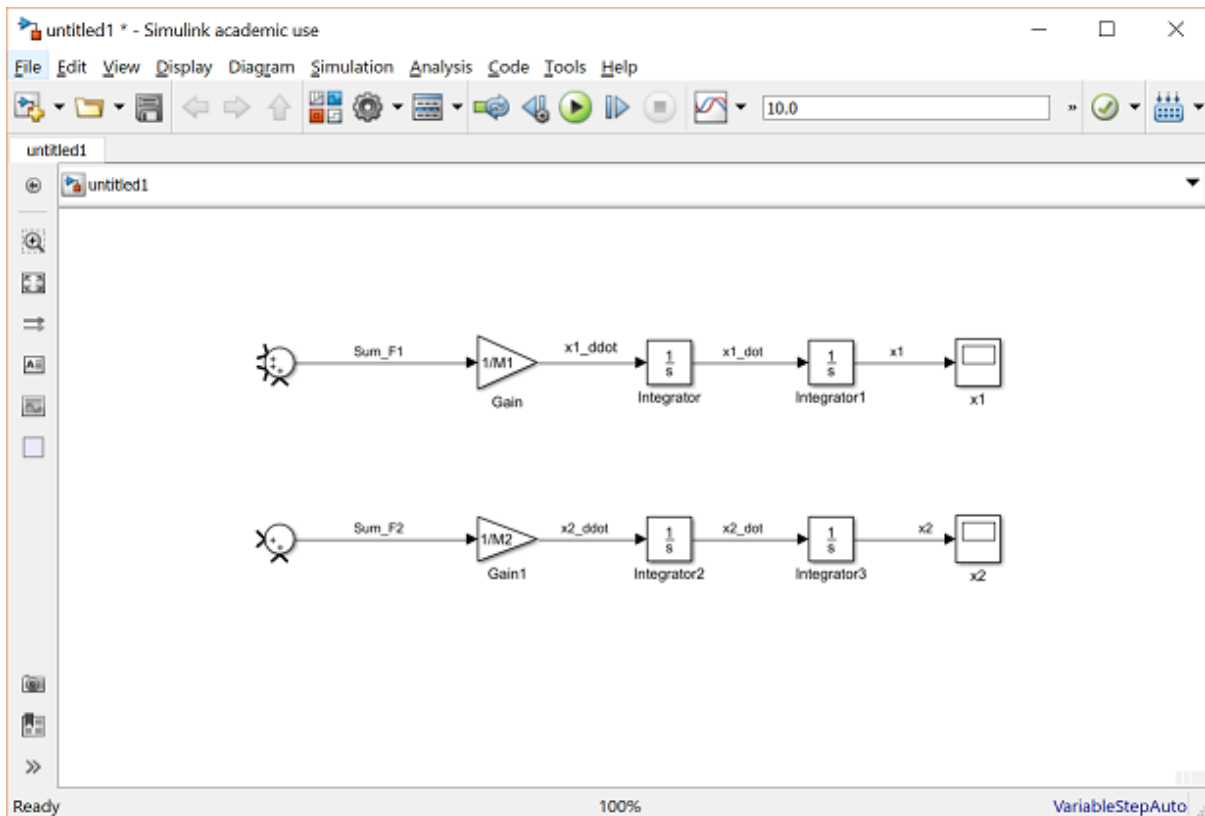 untitled1 * - Simulink academic use
File Edit View Display Diagram Simulation Analysis Code Tools Help
10.0 »
untitled1
untitled1
Sum_F1 1/M1 x1_ddot 1/s x1_dot 1/s x1
Gain Integrator Integrator1 x1
Sum_F2 1/M2 x2_ddot 1/s x2_dot 1/s x2
Gain1 Integrator2 Integrator3 x2
Ready 100% VariableStepAuto